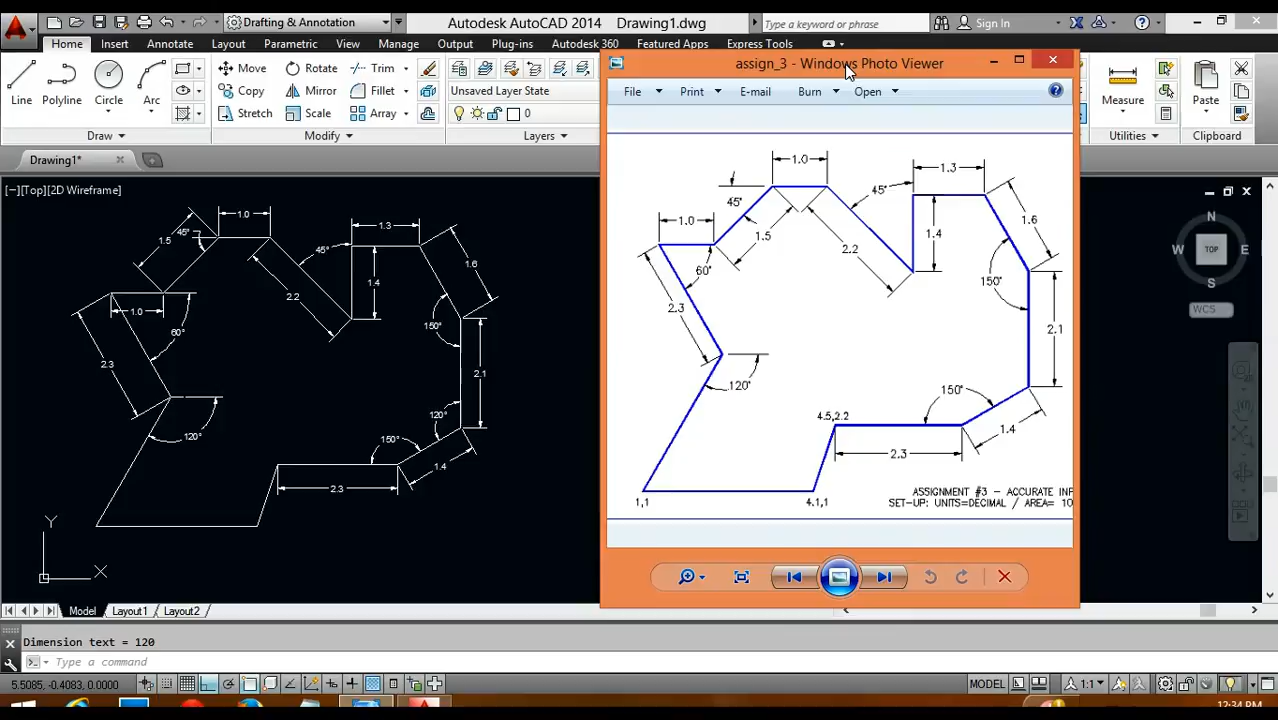 Drafting & Annotation
Autodesk AutoCAD 2014 Drawing1.dwg
Type a keyword or phrase
Sign In
Home Insert Annotate Layout Parametric View Manage Output Plug-ins Autodesk 360 Featured Apps Express Tools
Line Polyline Circle Arc
Move Rotate Trim
Copy Mirror Fillet
Stretch Scale Array
Draw Modify
Unsaved Layer State
0
Layers
Measure
Utilities
Paste
Clipboard
Drawing1*
[−][Top][2D Wireframe]
assign_3 - Windows Photo Viewer
File Print E-mail Burn Open
1.0
1.5
45°
45°
1.3
1.6
1.4
2.2
1.0
60°
2.3
150°
2.1
120°
120°
150°
1.4
2.3
Y
X
1.0
45°
1.3
45°
1.0
1.6
1.5
1.4
2.2
60°
150°
2.3
2.1
120°
150°
4.5,2.2
1.4
2.3
1,1
4.1,1
ASSIGNMENT #3 – ACCURATE INF
SET-UP: UNITS=DECIMAL / AREA= 10
N
W TOP E
S
WCS
Model Layout1 Layout2
Dimension text = 120
Type a command
5.5085, -0.4083, 0.0000
MODEL
1:1
12:34 PM